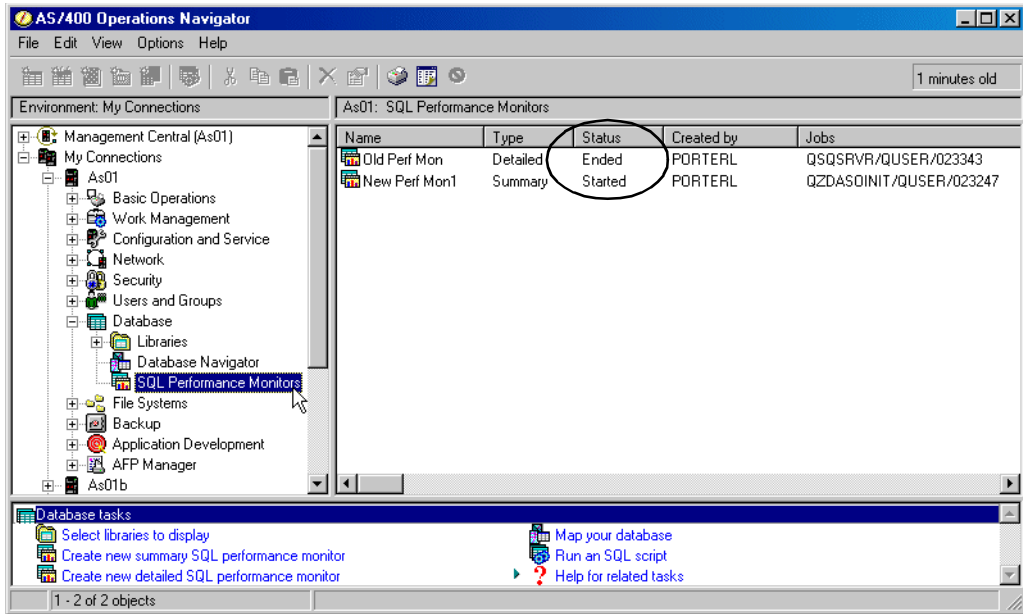 AS/400 Operations Navigator
File Edit View Options Help
1 minutes old
Environment: My Connections
As01: SQL Performance Monitors
Management Central (As01)
My Connections
As01
Basic Operations
Work Management
Configuration and Service
Network
Security
Users and Groups
Database
Libraries
Database Navigator
SQL Performance Monitors
File Systems
Backup
Application Development
AFP Manager
As01b
Name Type Status Created by Jobs
Old Perf Mon Detailed Ended PORTERL QSQSRVR/QUSER/023343
New Perf Mon1 Summary Started PORTERL QZDASOINIT/QUSER/023247
Database tasks
Select libraries to display
Create new summary SQL performance monitor
Create new detailed SQL performance monitor
Map your database
Run an SQL script
Help for related tasks
1 - 2 of 2 objects